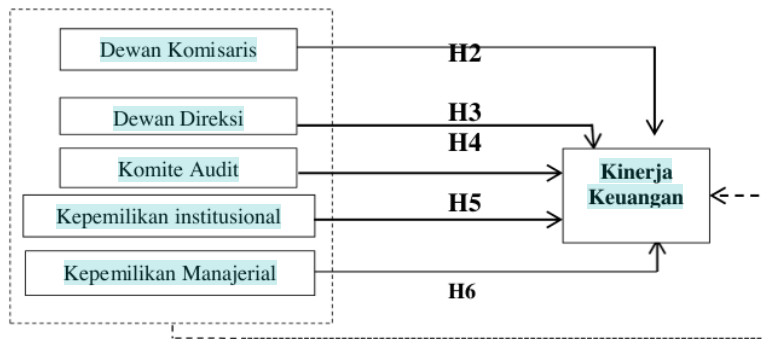 Dewan Komisaris
H2
Dewan Direksi
H3
H4
Komite Audit
Kinerja
Keuangan
Kepemilikan institusional
H5
Kepemilikan Manajerial
H6